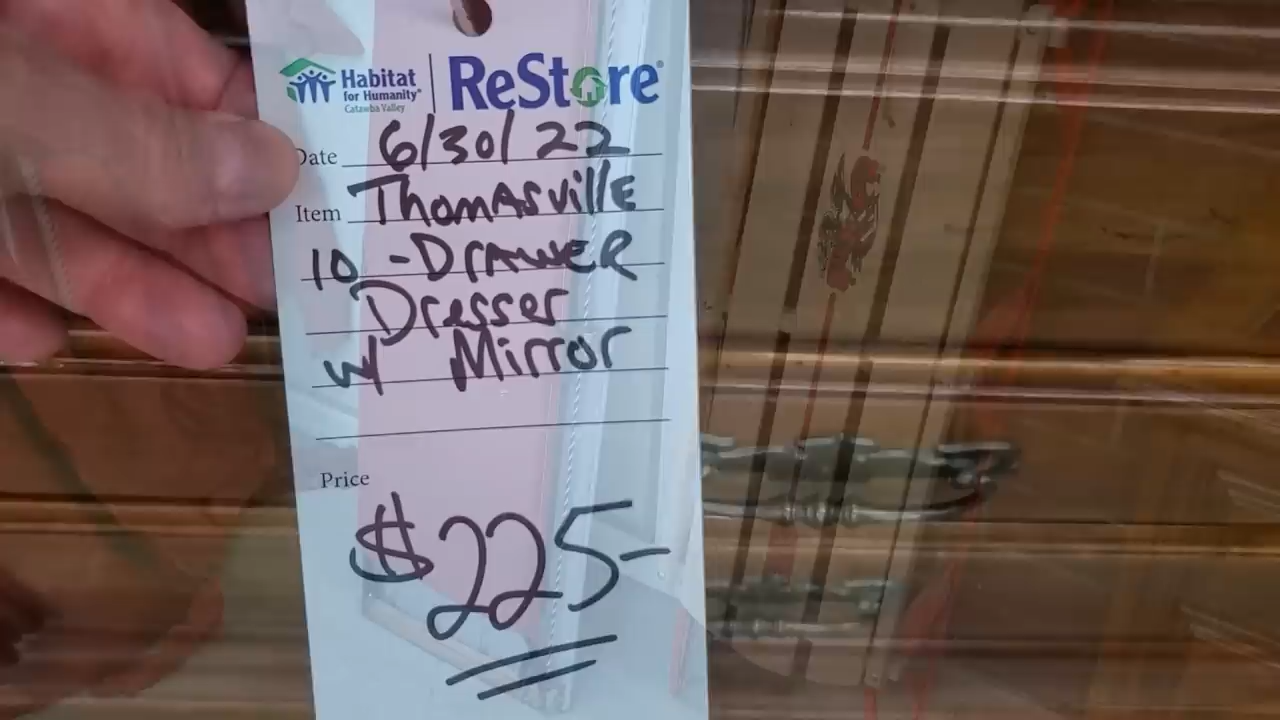 Habitat for Humanity® Catawba Valley | ReStore®
Date 6/30/22
Item Thomasville
10 - Drawer
Dresser
w/ Mirror
Price
$225-